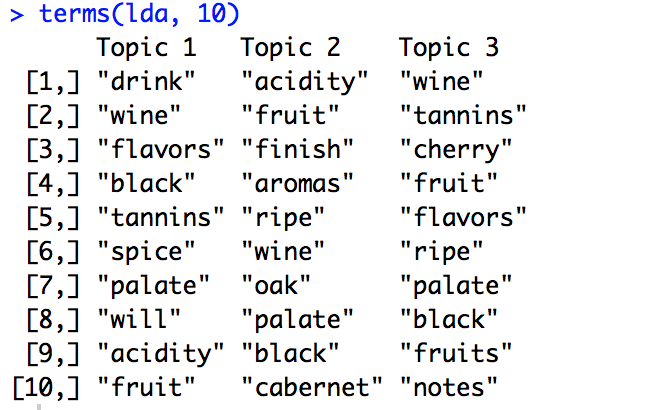 > terms(lda, 10)
      Topic 1    Topic 2    Topic 3
 [1,] "drink"    "acidity"  "wine"
 [2,] "wine"     "fruit"    "tannins"
 [3,] "flavors"  "finish"   "cherry"
 [4,] "black"    "aromas"   "fruit"
 [5,] "tannins"  "ripe"     "flavors"
 [6,] "spice"    "wine"     "ripe"
 [7,] "palate"   "oak"      "palate"
 [8,] "will"     "palate"   "black"
 [9,] "acidity"  "black"    "fruits"
[10,] "fruit"    "cabernet" "notes"